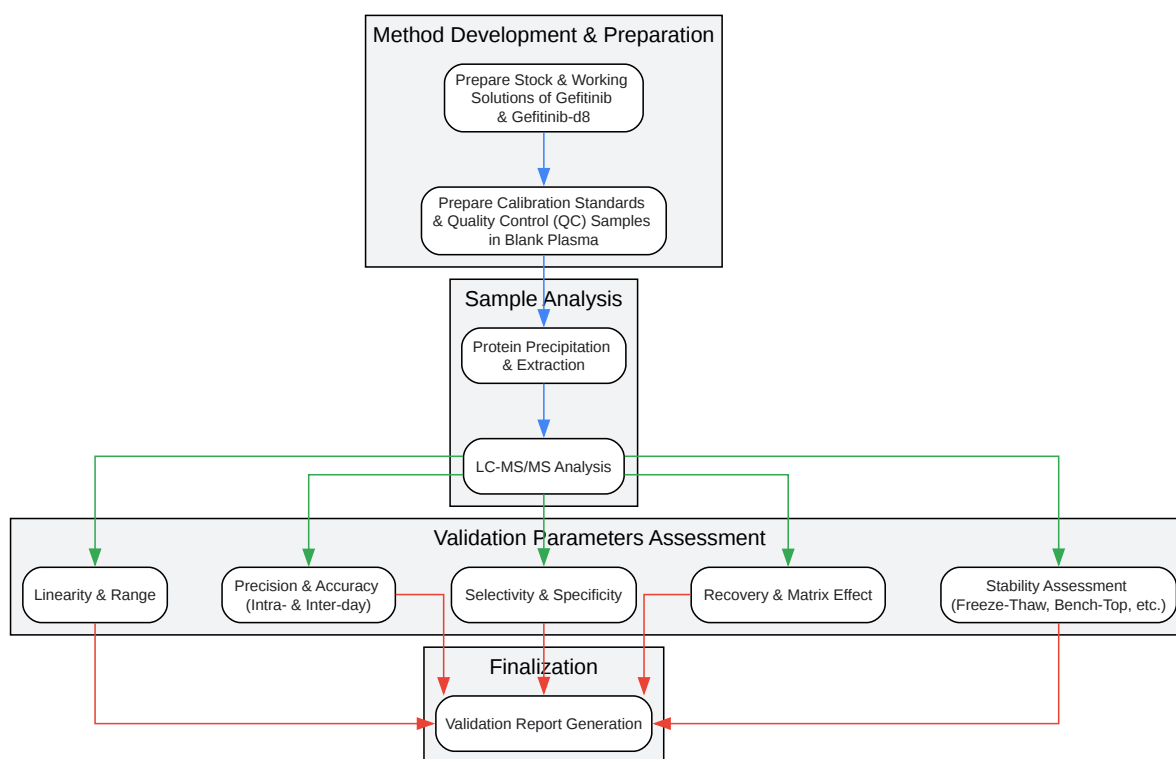 Method Development & Preparation
Prepare Stock & Working
Solutions of Gefitinib
& Gefitinib-d8
Prepare Calibration Standards
& Quality Control (QC) Samples
in Blank Plasma
Sample Analysis
Protein Precipitation
& Extraction
LC-MS/MS Analysis
Validation Parameters Assessment
Linearity & Range
Precision & Accuracy
(Intra- & Inter-day)
Selectivity & Specificity
Recovery & Matrix Effect
Stability Assessment
(Freeze-Thaw, Bench-Top, etc.)
Finalization
Validation Report Generation